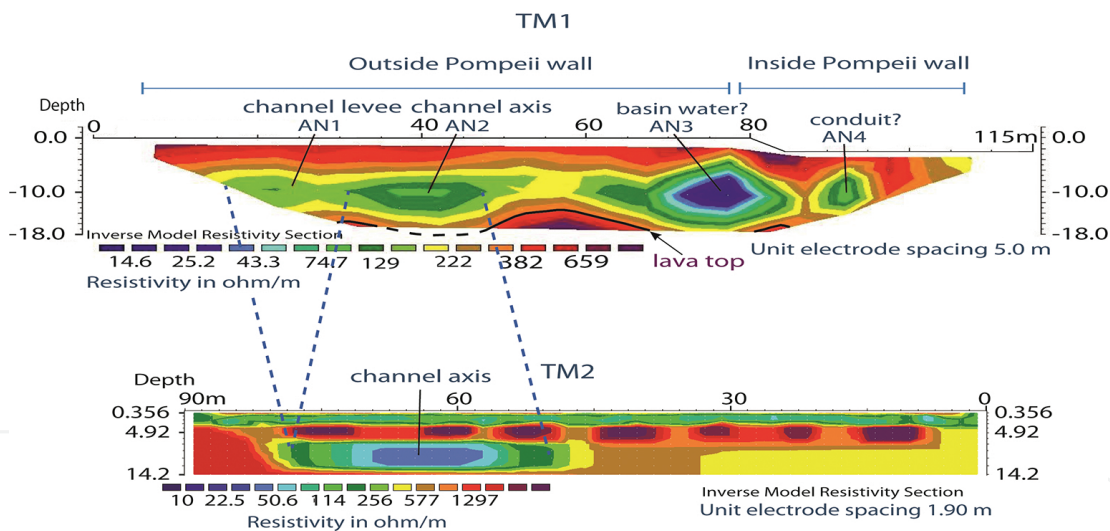 TM1
Outside Pompeii wall
Inside Pompeii wall
Depth
channel levee channel axis
basin water?
conduit?
0 AN1 40 AN2 60 AN3 80 AN4 115m
0.0 0.0
-10.0 -10.0
-18.0 -18.0
Inverse Model Resistivity Section
14.6 25.2 43.3 74.7 129 222 382 659
lava top
Unit electrode spacing 5.0 m
Resistivity in ohm/m
TM2
channel axis
Depth
90m 60 30 0
0.356 0.356
4.92 4.92
14.2 14.2
10 22.5 50.6 114 256 577 1297
Inverse Model Resistivity Section
Unit electrode spacing 1.90 m
Resistivity in ohm/m